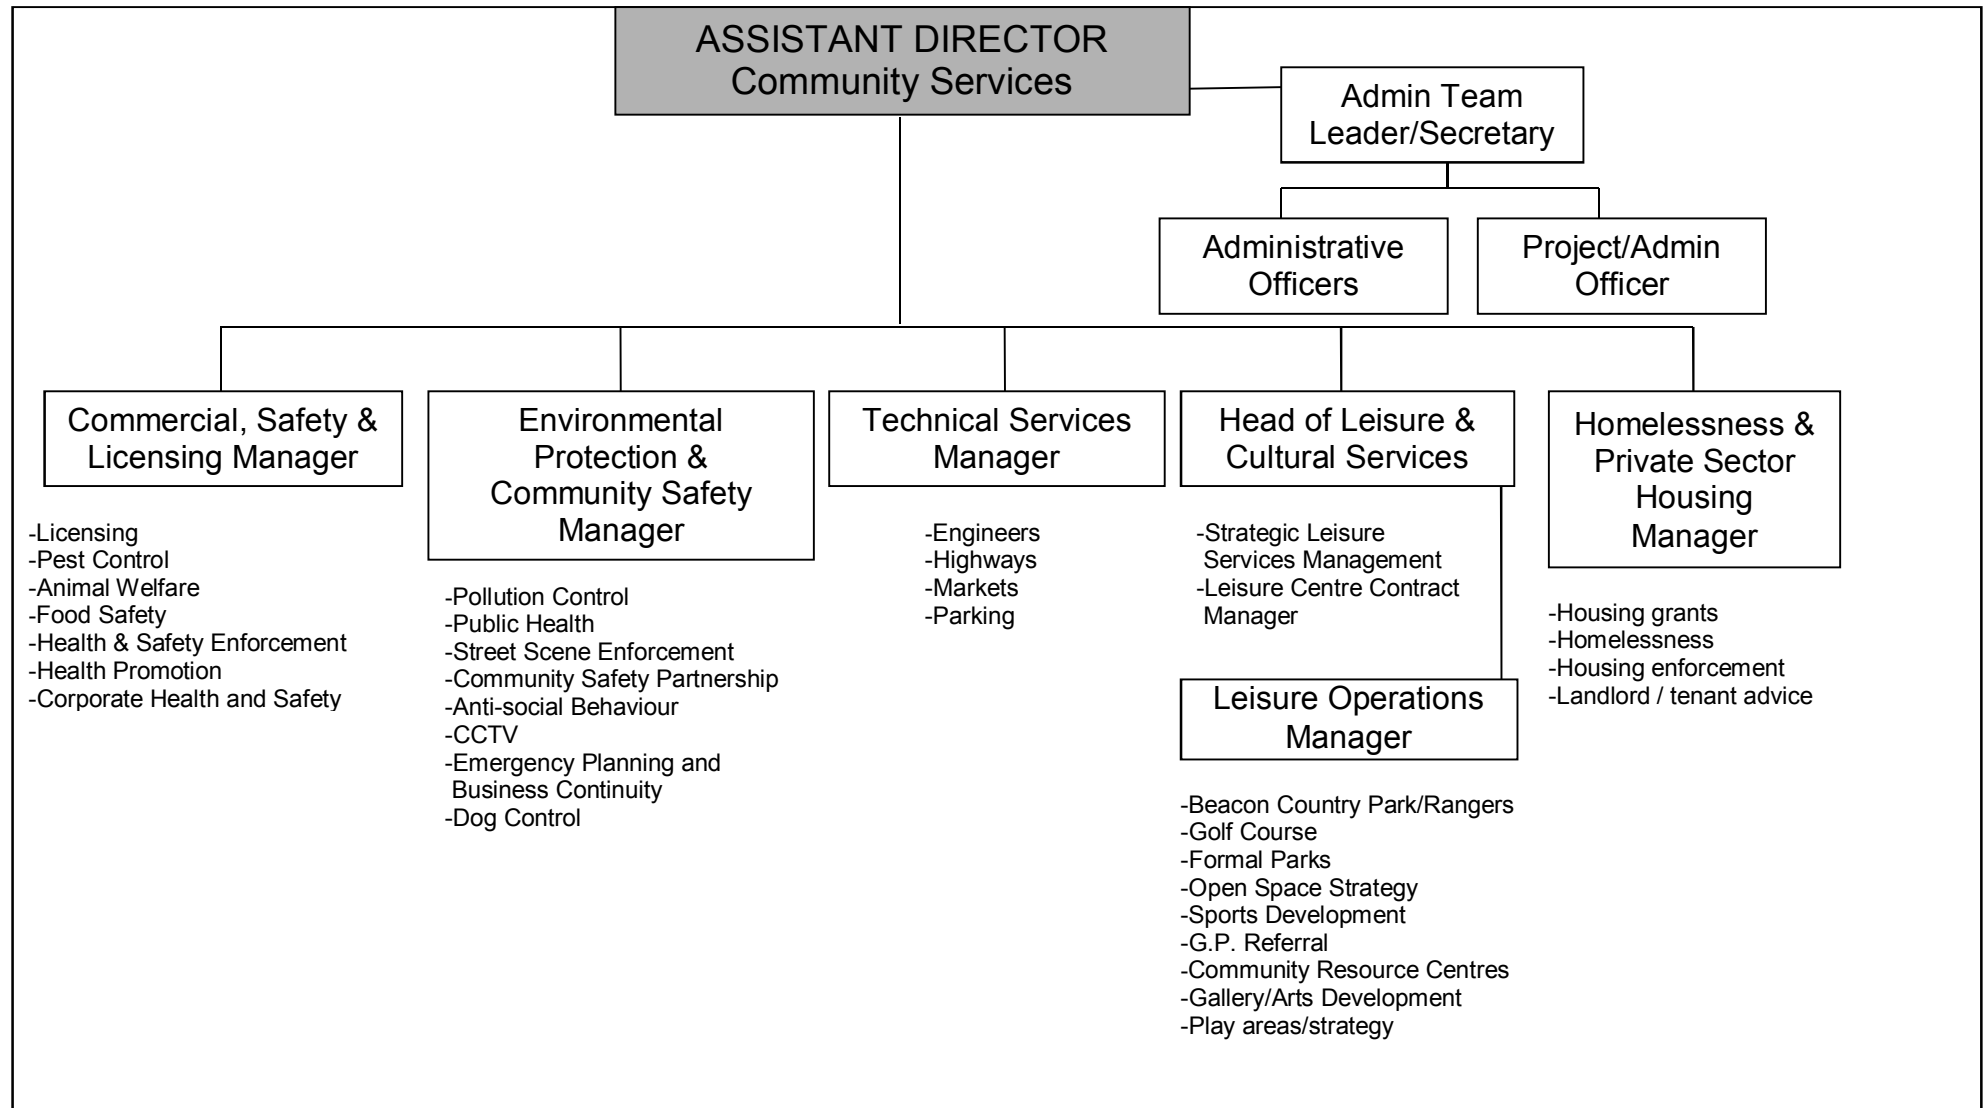 ASSISTANT DIRECTOR
Community Services
Admin Team
Leader/Secretary
Administrative
Officers
Project/Admin
Officer
Commercial, Safety &
Licensing Manager
-Licensing
-Pest Control
-Animal Welfare
-Food Safety
-Health & Safety Enforcement
-Health Promotion
-Corporate Health and Safety
Environmental
Protection &
Community Safety
Manager
-Pollution Control
-Public Health
-Street Scene Enforcement
-Community Safety Partnership
-Anti-social Behaviour
-CCTV
-Emergency Planning and
Business Continuity
-Dog Control
Technical Services
Manager
-Engineers
-Highways
-Markets
-Parking
Head of Leisure &
Cultural Services
-Strategic Leisure
Services Management
-Leisure Centre Contract
Manager
Leisure Operations
Manager
-Beacon Country Park/Rangers
-Golf Course
-Formal Parks
-Open Space Strategy
-Sports Development
-G.P. Referral
-Community Resource Centres
-Gallery/Arts Development
-Play areas/strategy
Homelessness &
Private Sector
Housing
Manager
-Housing grants
-Homelessness
-Housing enforcement
-Landlord / tenant advice